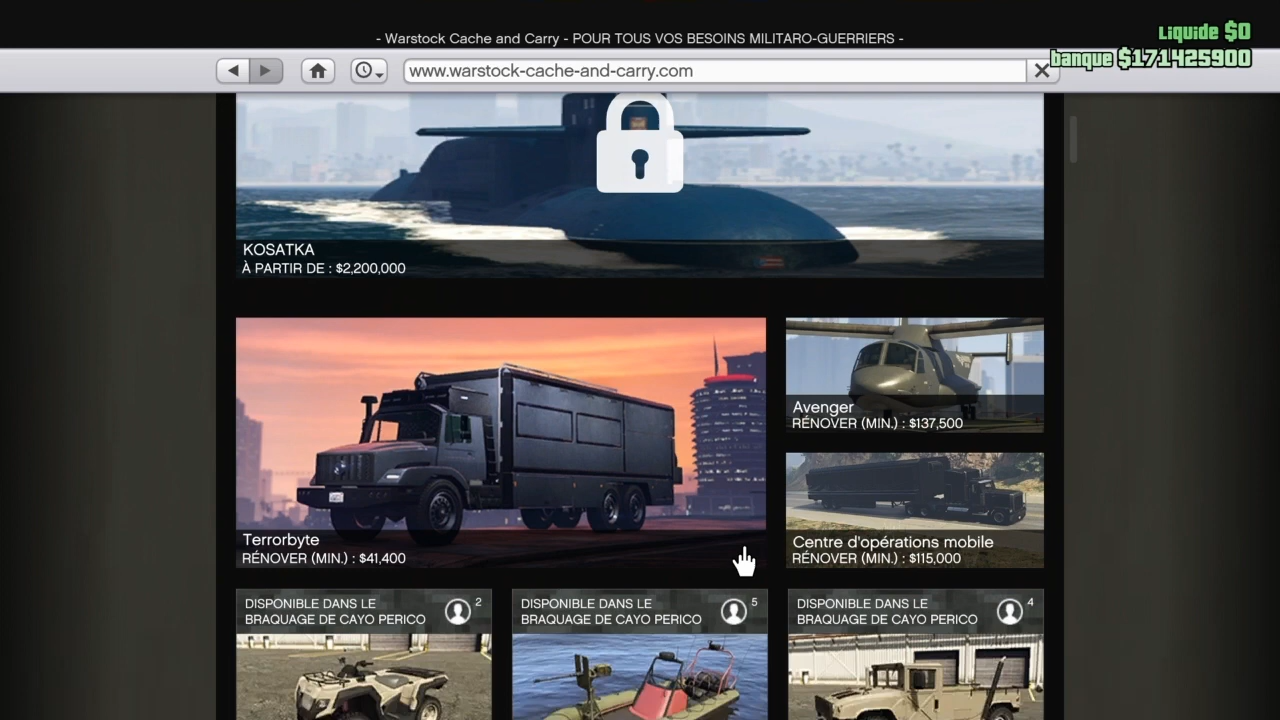 - Warstock Cache and Carry - POUR TOUS VOS BESOINS MILITARO-GUERRIERS -
Liquide $0
banque $171425900
www.warstock-cache-and-carry.com
KOSATKA
À PARTIR DE : $2,200,000
Terrorbyte
RÉNOVER (MIN.) : $41,400
Avenger
RÉNOVER (MIN.) : $137,500
Centre d'opérations mobile
RÉNOVER (MIN.) : $115,000
DISPONIBLE DANS LE
BRAQUAGE DE CAYO PERICO
2
DISPONIBLE DANS LE
BRAQUAGE DE CAYO PERICO
5
DISPONIBLE DANS LE
BRAQUAGE DE CAYO PERICO
4